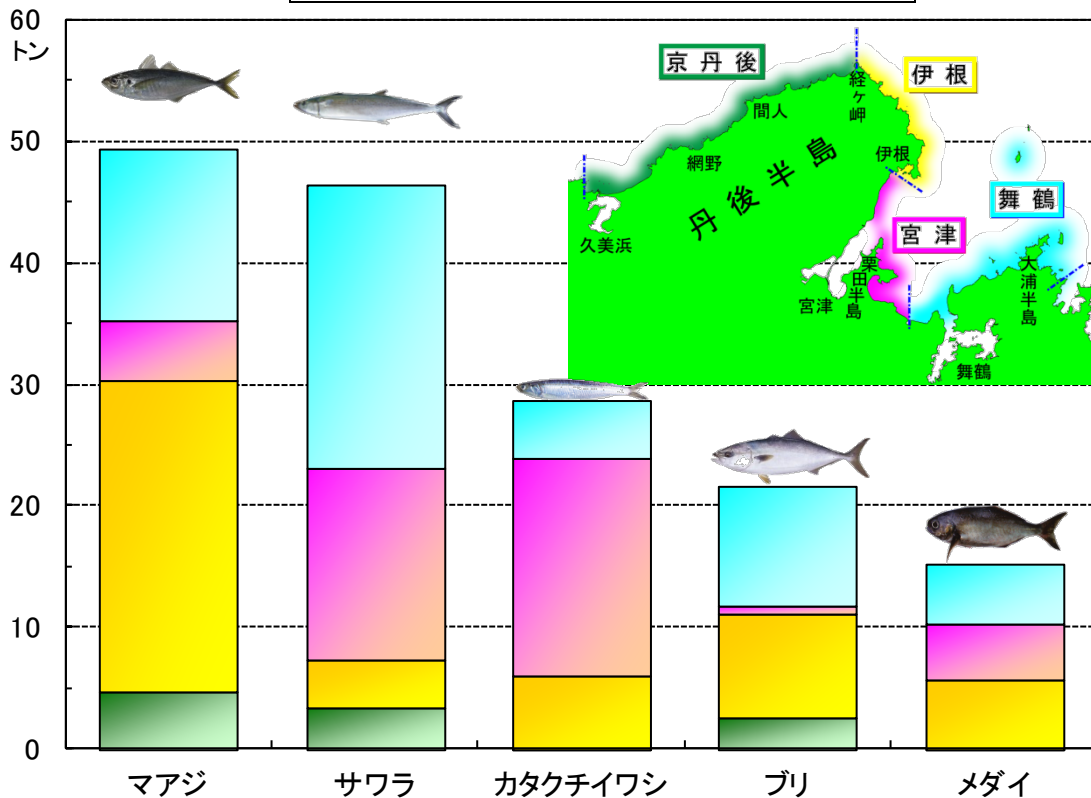 60
トン
50
40
30
20
10
0
マアジ
サワラ
カタクチイワシ
ブリ
メダイ
京丹後
伊根
経ヶ岬
間人
網野
伊根
丹後半島
舞鶴
宮津
久美浜
栗田半島
大浦半島
宮津
舞鶴